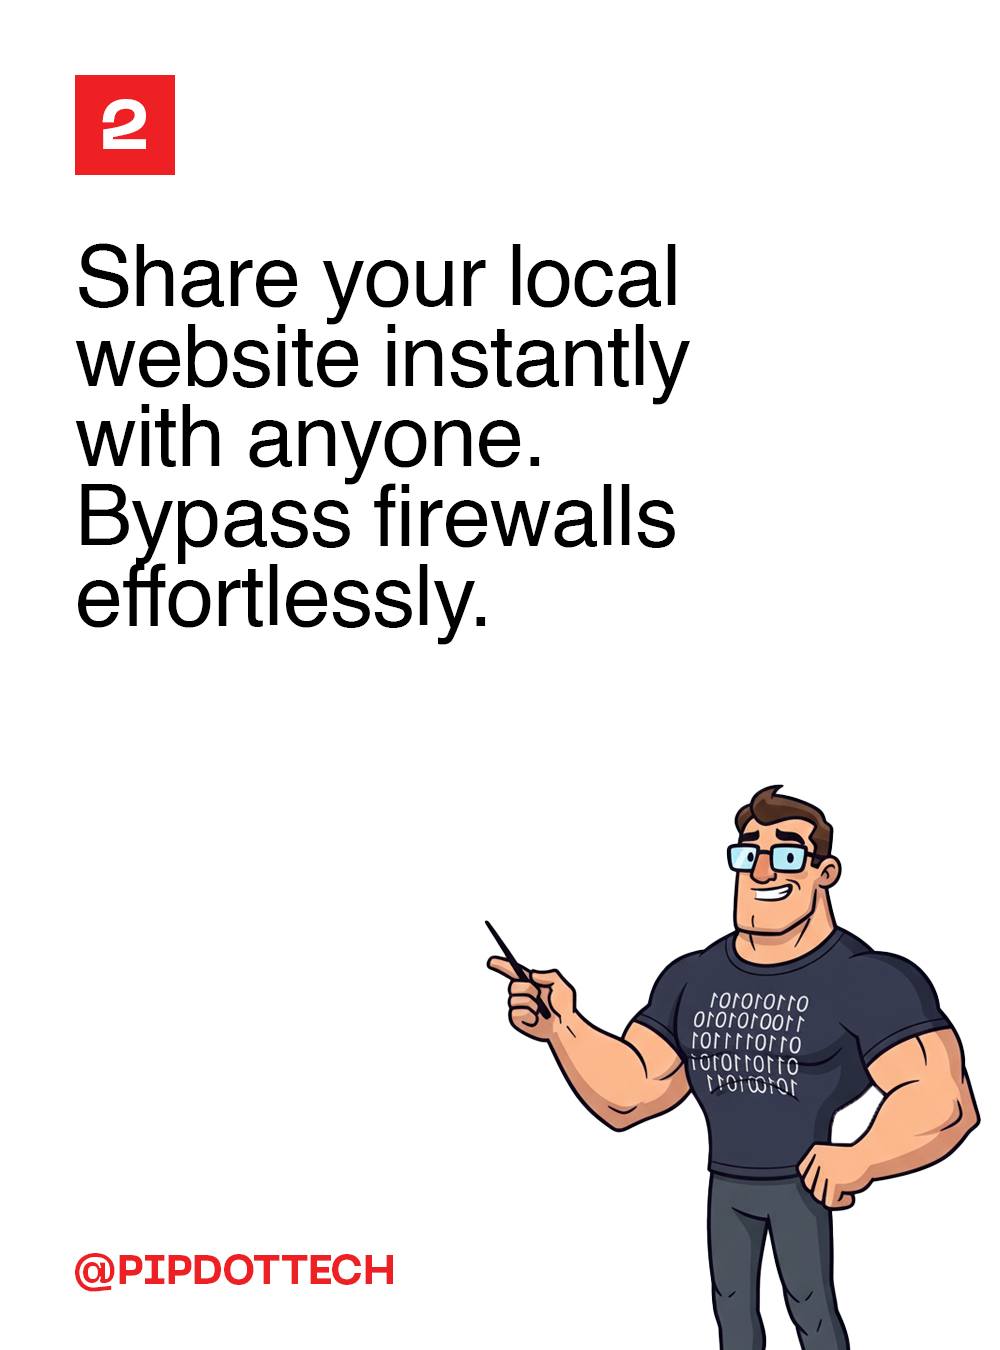 2
Share your local
website instantly
with anyone.
Bypass firewalls
effortlessly.
@PIPDOTTECH